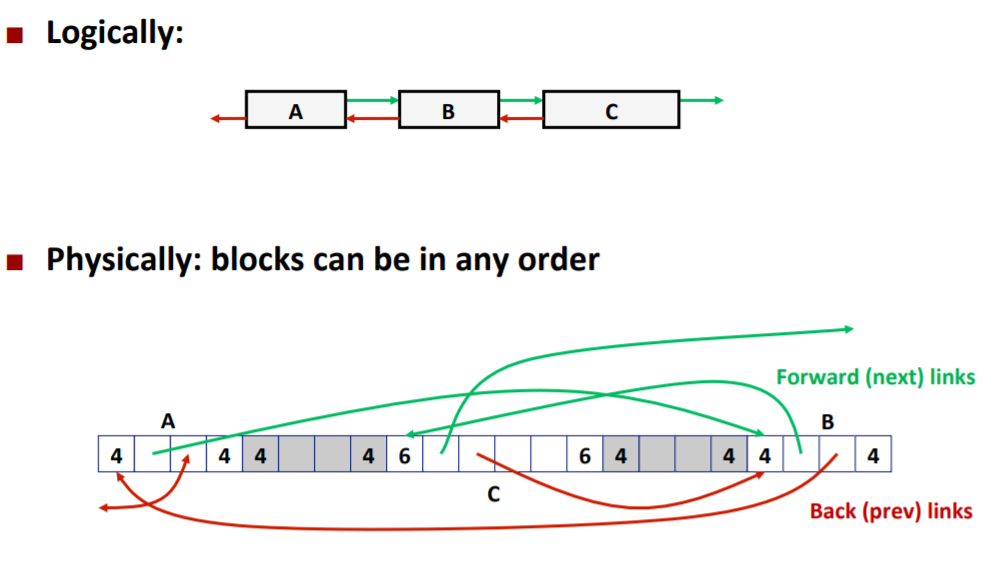 Logically:
A B C
Physically: blocks can be in any order
Forward (next) links
A B
4 4 4 4 6 6 4 4 4 4
C
Back (prev) links